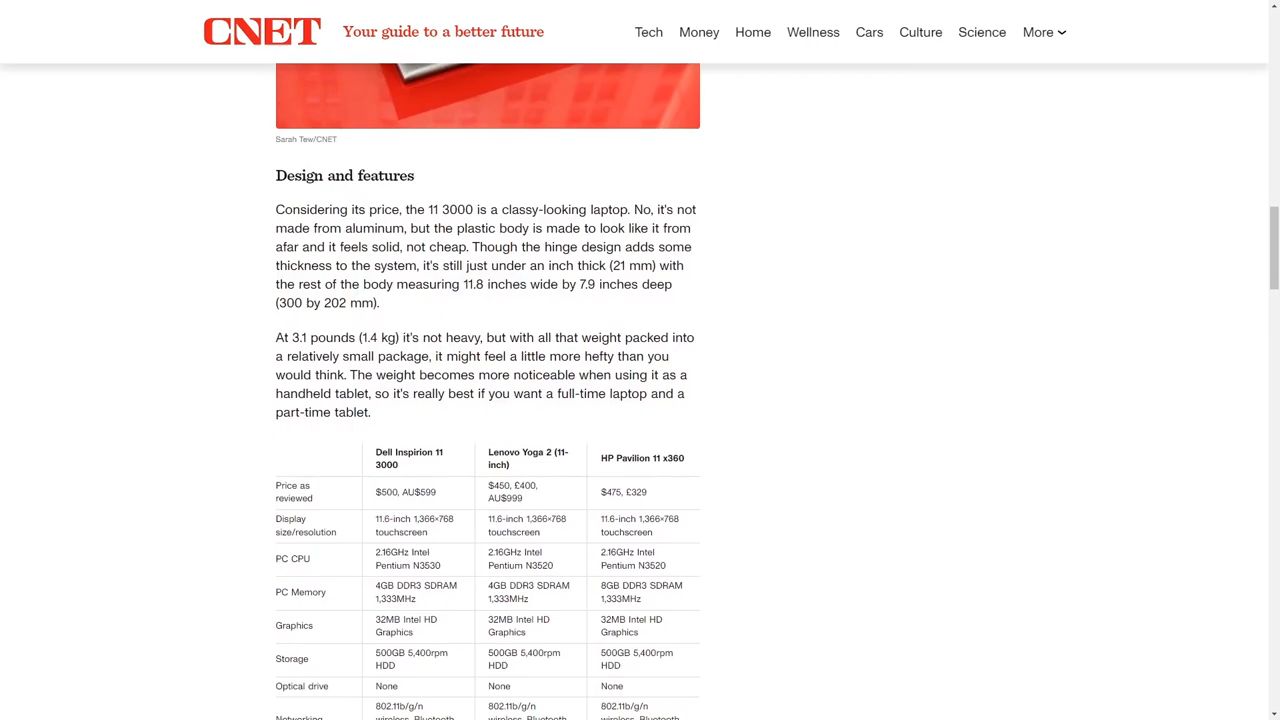 CNET Your guide to a better future Tech Money Home Wellness Cars Culture Science More
Sarah Tew/CNET
Design and features
Considering its price, the 11 3000 is a classy-looking laptop. No, it's not
made from aluminum, but the plastic body is made to look like it from
afar and it feels solid, not cheap. Though the hinge design adds some
thickness to the system, it's still just under an inch thick (21 mm) with
the rest of the body measuring 11.8 inches wide by 7.9 inches deep
(300 by 202 mm).
At 3.1 pounds (1.4 kg) it's not heavy, but with all that weight packed into
a relatively small package, it might feel a little more hefty than you
would think. The weight becomes more noticeable when using it as a
handheld tablet, so it's really best if you want a full-time laptop and a
part-time tablet.
Dell Inspirion 11 Lenovo Yoga 2 (11- HP Pavilion 11 x360
3000 inch)
Price as $500, AU$599 $450, £400, $475, £329
reviewed AU$999
Display 11.6-inch 1,366×768 11.6-inch 1,366×768 11.6-inch 1,366×768
size/resolution touchscreen touchscreen touchscreen
PC CPU 2.16GHz Intel 2.16GHz Intel 2.16GHz Intel
Pentium N3530 Pentium N3520 Pentium N3520
PC Memory 4GB DDR3 SDRAM 4GB DDR3 SDRAM 8GB DDR3 SDRAM
1,333MHz 1,333MHz 1,333MHz
Graphics 32MB Intel HD 32MB Intel HD 32MB Intel HD
Graphics Graphics Graphics
Storage 500GB 5,400rpm 500GB 5,400rpm 500GB 5,400rpm
HDD HDD HDD
Optical drive None None None
Networking 802.11b/g/n 802.11b/g/n 802.11b/g/n
wireless, Bluetooth wireless, Bluetooth wireless, Bluetooth